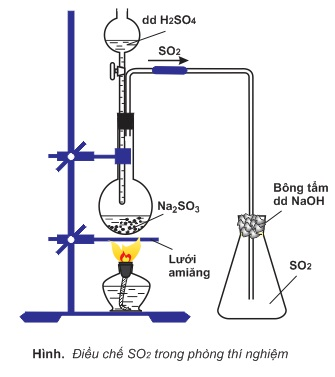 dd H2SO4
SO2
Na2SO3
Bông tẩm
dd NaOH
Lưới
amiăng
SO2
Hình. Điều chế SO2 trong phòng thí nghiệm